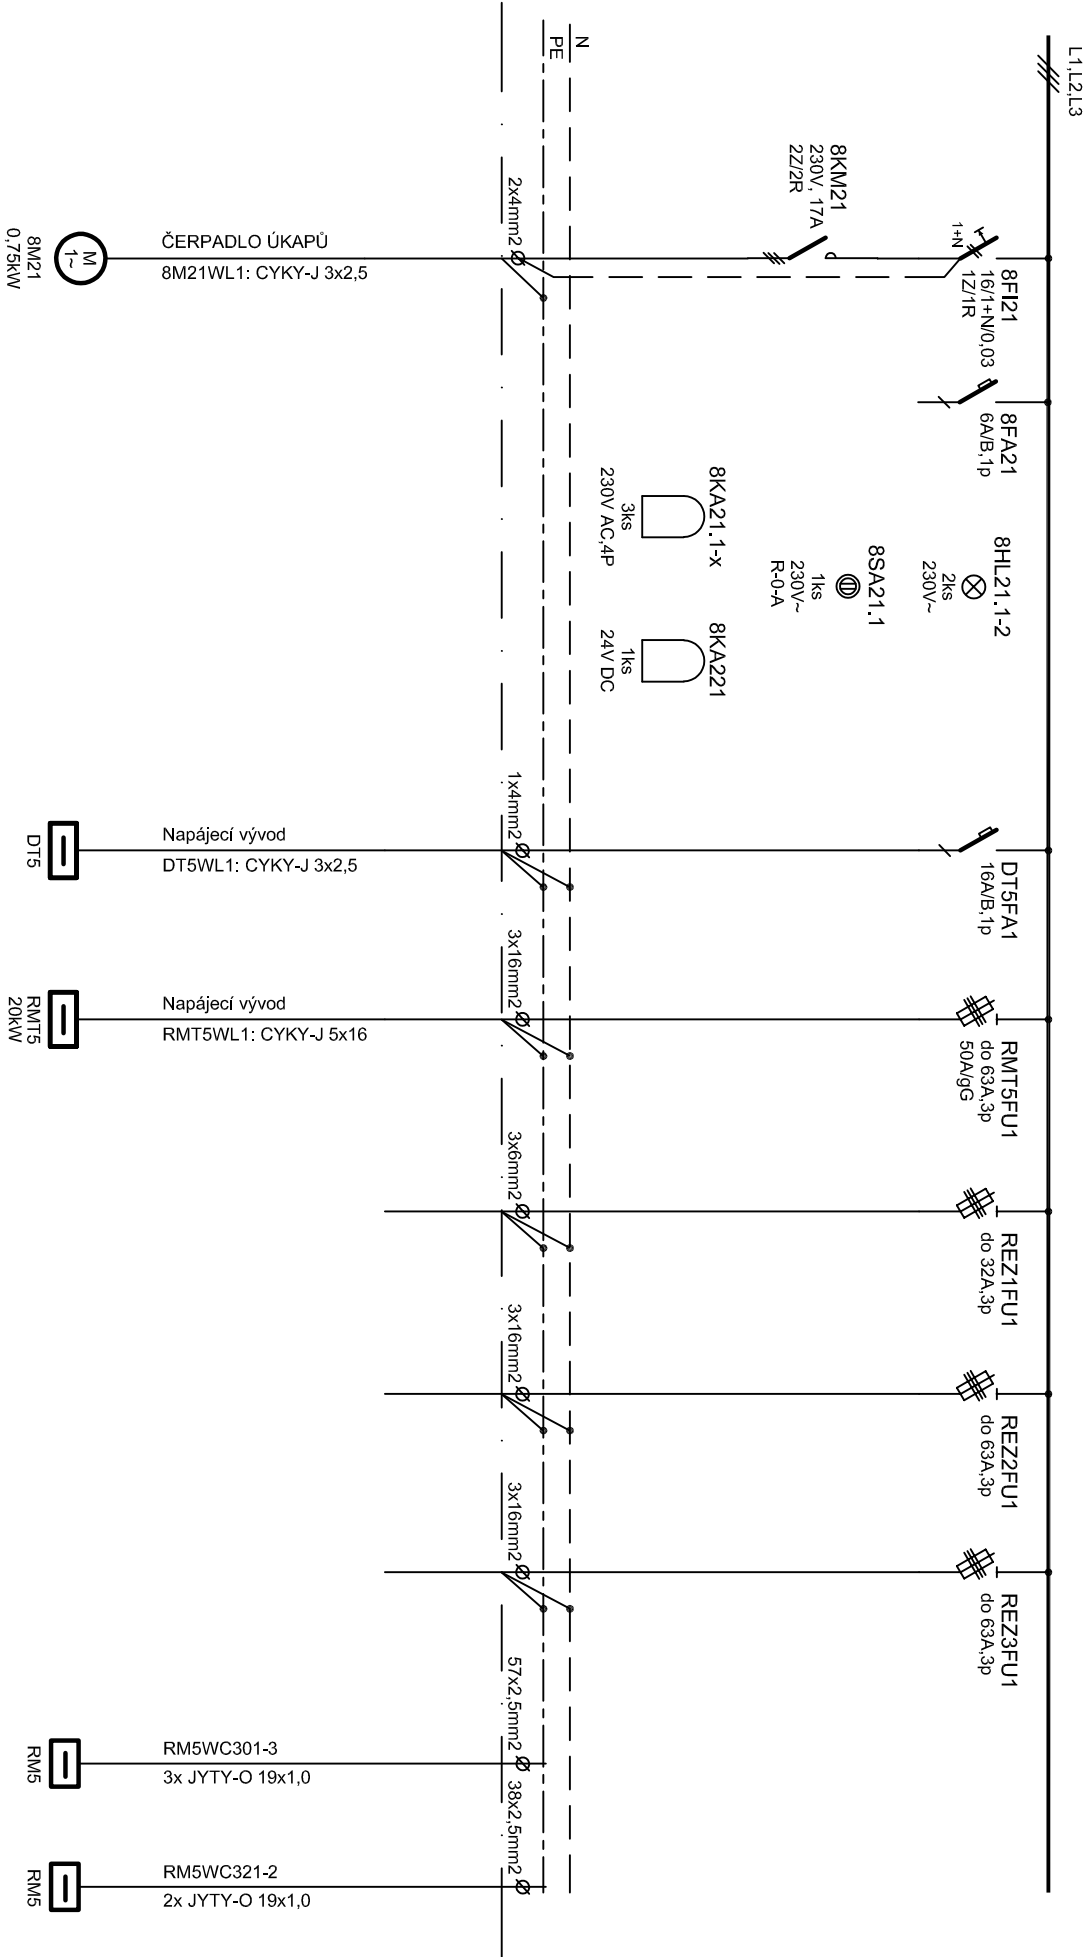 L1,L2,L3
N
PE
8FI21
16/1+N/0,03
1Z/1R
1+N
8KM21
230V, 17A
2Z/2R
2x4mm2
ČERPADLO ÚKAPŮ
8M21WL1: CYKY-J 3x2,5
M
1~
8M21
0,75kW
8FA21
6A/B,1p
8HL21.1-2
2ks
230V~
8SA21.1
1ks
230V~
R-0-A
8KA21.1-x
3ks
230V AC,4P
8KA221
1ks
24V DC
DT5FA1
16A/B,1p
1x4mm2
Napájecí vývod
DT5WL1: CYKY-J 3x2,5
DT5
RMT5FU1
do 63A,3p
50A/gG
3x16mm2
Napájecí vývod
RMT5WL1: CYKY-J 5x16
RMT5
20kW
REZ1FU1
do 32A,3p
3x6mm2
REZ2FU1
do 63A,3p
3x16mm2
REZ3FU1
do 63A,3p
3x16mm2
57x2,5mm2
RM5WC301-3
3x JYTY-O 19x1,0
RM5
38x2,5mm2
RM5WC321-2
2x JYTY-O 19x1,0
RM5